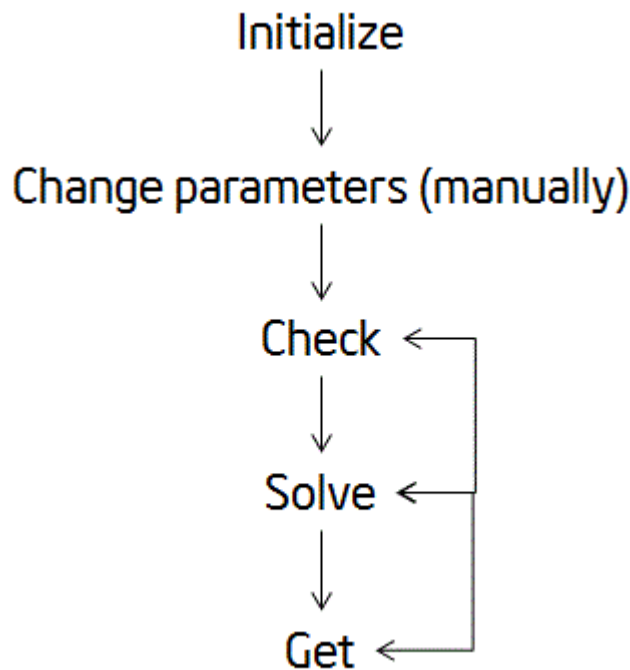 Initialize
Change parameters (manually)
Check
Solve
Get